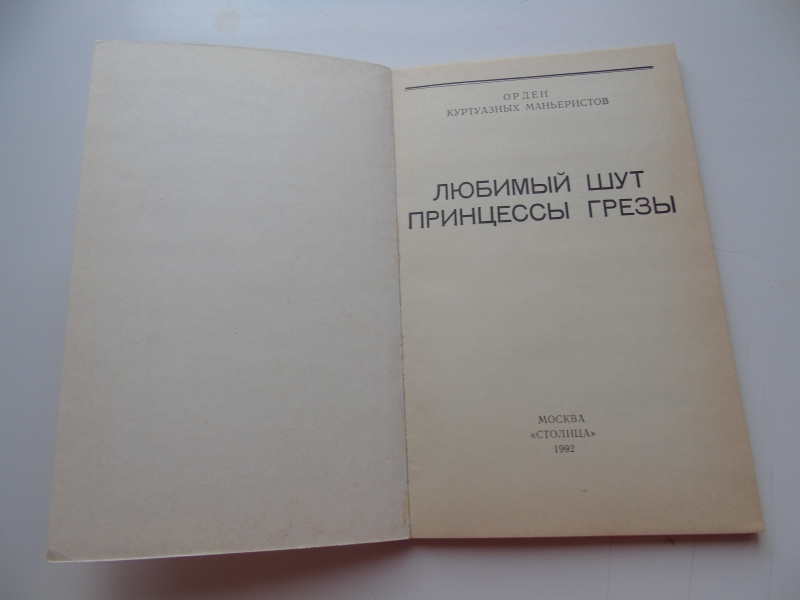 ОРДЕН
КУРТУАЗНЫХ МАНЬЕРИСТОВ
ЛЮБИМЫЙ ШУТ
ПРИНЦЕССЫ ГРЕЗЫ
МОСКВА
«СТОЛИЦА»
1992